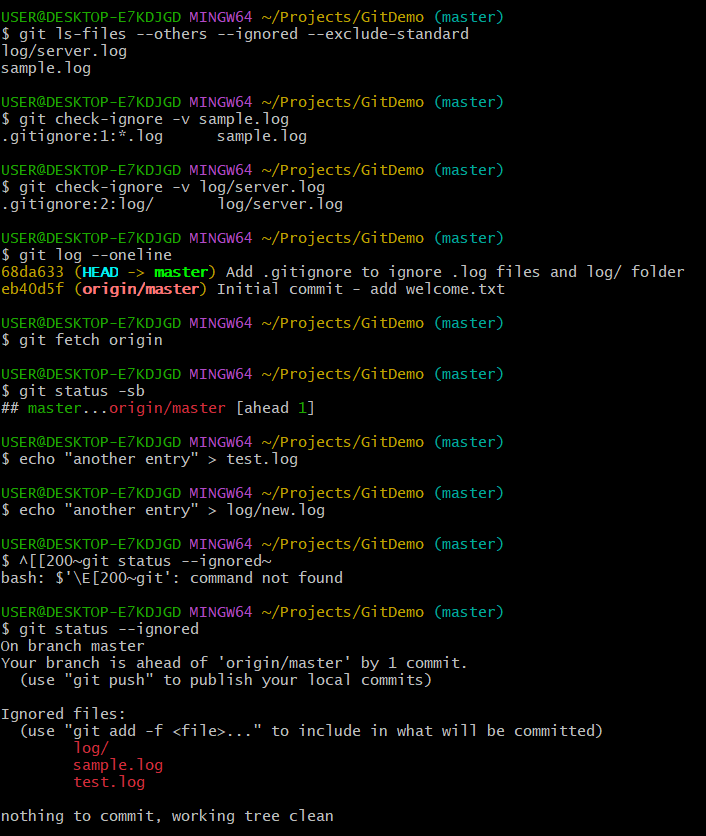 USER@DESKTOP-E7KDJGD MINGW64 ~/Projects/GitDemo (master)
$ git ls-files --others --ignored --exclude-standard
log/server.log
sample.log
USER@DESKTOP-E7KDJGD MINGW64 ~/Projects/GitDemo (master)
$ git check-ignore -v sample.log
.gitignore:1:*.log      sample.log
USER@DESKTOP-E7KDJGD MINGW64 ~/Projects/GitDemo (master)
$ git check-ignore -v log/server.log
.gitignore:2:log/       log/server.log
USER@DESKTOP-E7KDJGD MINGW64 ~/Projects/GitDemo (master)
$ git log --oneline
68da633 (HEAD -> master) Add .gitignore to ignore .log files and log/ folder
eb40d5f (origin/master) Initial commit - add welcome.txt
USER@DESKTOP-E7KDJGD MINGW64 ~/Projects/GitDemo (master)
$ git fetch origin
USER@DESKTOP-E7KDJGD MINGW64 ~/Projects/GitDemo (master)
$ git status -sb
## master...origin/master [ahead 1]
USER@DESKTOP-E7KDJGD MINGW64 ~/Projects/GitDemo (master)
$ echo "another entry" > test.log
USER@DESKTOP-E7KDJGD MINGW64 ~/Projects/GitDemo (master)
$ echo "another entry" > log/new.log
USER@DESKTOP-E7KDJGD MINGW64 ~/Projects/GitDemo (master)
$ ^[[200~git status --ignored~
bash: $'\E[200~git': command not found
USER@DESKTOP-E7KDJGD MINGW64 ~/Projects/GitDemo (master)
$ git status --ignored
On branch master
Your branch is ahead of 'origin/master' by 1 commit.
  (use "git push" to publish your local commits)
Ignored files:
  (use "git add -f <file>..." to include in what will be committed)
        log/
        sample.log
        test.log
nothing to commit, working tree clean